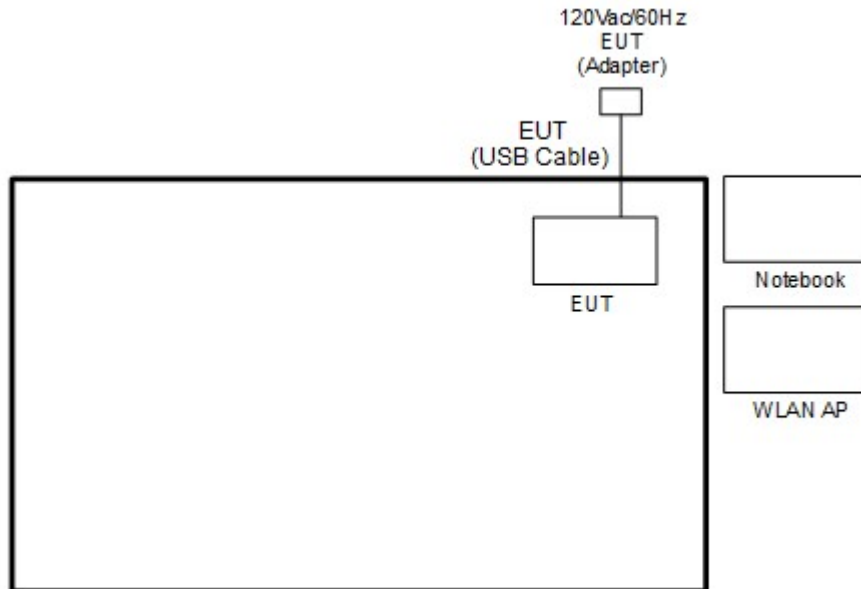 120Vac/60Hz
EUT
(Adapter)
EUT
(USB Cable)
EUT
Notebook
WLAN AP